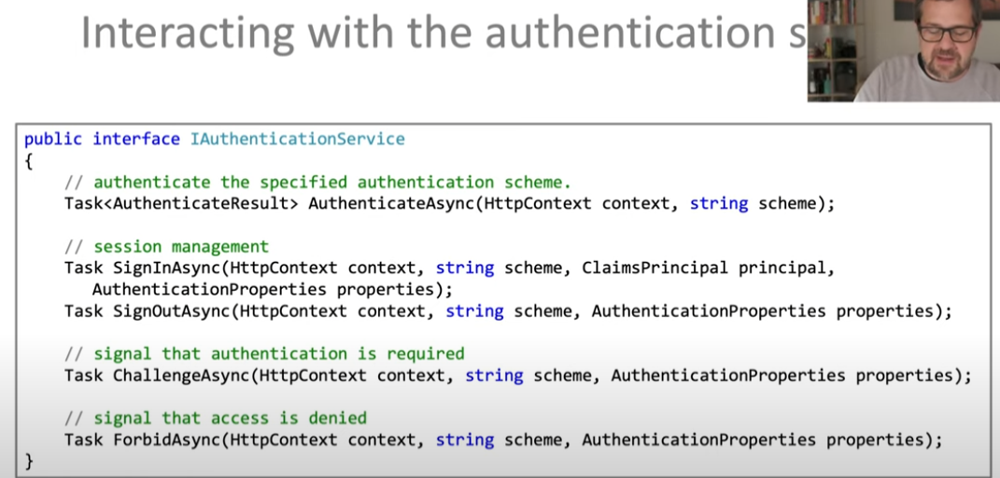 Interacting with the authentication s
public interface IAuthenticationService
{
// authenticate the specified authentication scheme.
Task<AuthenticateResult> AuthenticateAsync(HttpContext context, string scheme);
// session management
Task SignInAsync(HttpContext context, string scheme, ClaimsPrincipal principal,
AuthenticationProperties properties);
Task SignOutAsync(HttpContext context, string scheme, AuthenticationProperties properties);
// signal that authentication is required
Task ChallengeAsync(HttpContext context, string scheme, AuthenticationProperties properties);
// signal that access is denied
Task ForbidAsync(HttpContext context, string scheme, AuthenticationProperties properties);
}